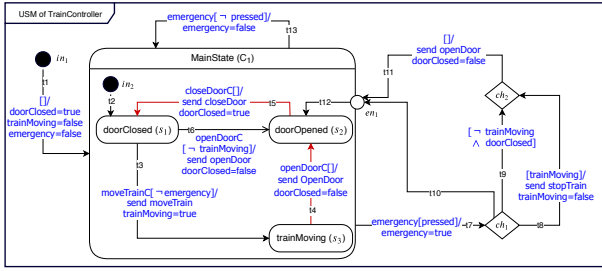 USM of TrainController
emergency[ ¬ pressed]/
emergency=false
t13
in1
t1
[]/
doorClosed=true
trainMoving=false
emergency=false
MainState (C1)
in2
t2
closeDoorC[]/
send closeDoor
doorClosed=true
t5
t12
en1
doorClosed (s1)
doorOpened (s2)
t6
openDoorC
[ ¬ trainMoving]/
send openDoor
doorClosed=false
t3
moveTrainC[ ¬ emergency]/
send moveTrain
trainMoving=true
openDoorC[]/
send OpenDoor
doorClosed=false
t4
trainMoving (s3)
[]/
send openDoor
doorClosed=false
t11
ch2
[ ¬ trainMoving
∧ doorClosed]
t9
[trainMoving]/
send stopTrain
trainMoving=false
t10
emergency[pressed]/
emergency=true
t7
ch1
t8